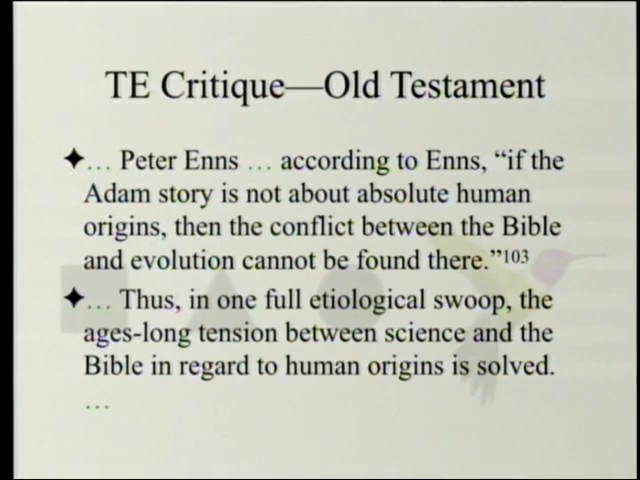 TE Critique—Old Testament
✦… Peter Enns … according to Enns, “if the
Adam story is not about absolute human
origins, then the conflict between the Bible
and evolution cannot be found there.”103
✦… Thus, in one full etiological swoop, the
ages-long tension between science and the
Bible in regard to human origins is solved.
…